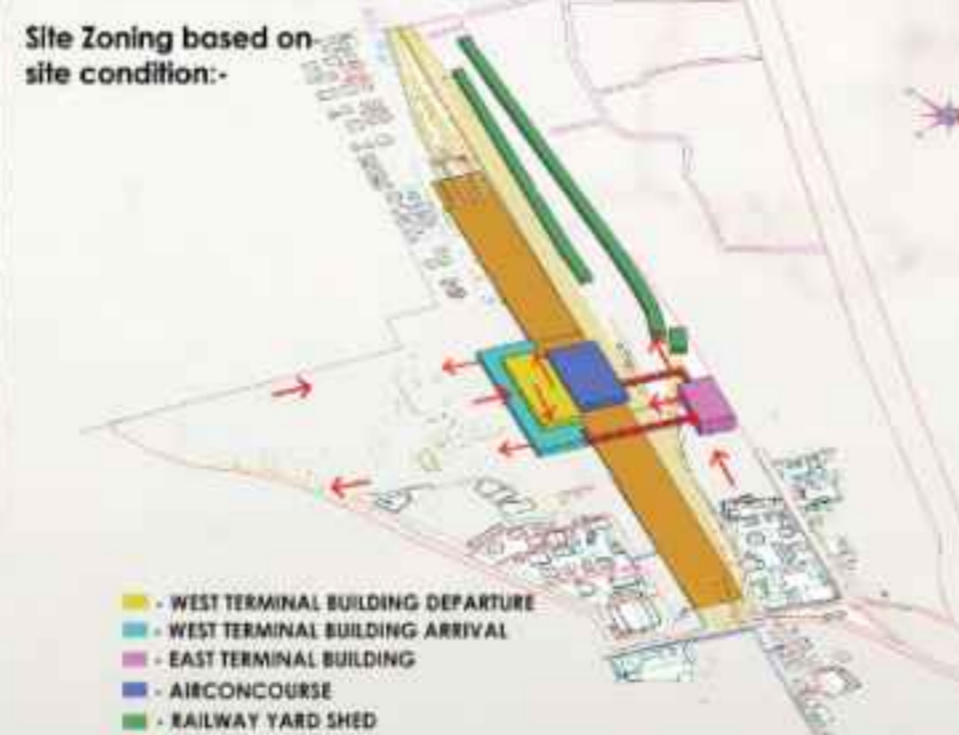 Site Zoning based on
site condition:-
- WEST TERMINAL BUILDING DEPARTURE
- WEST TERMINAL BUILDING ARRIVAL
- EAST TERMINAL BUILDING
- AIRCONCOURSE
- RAILWAY YARD SHED